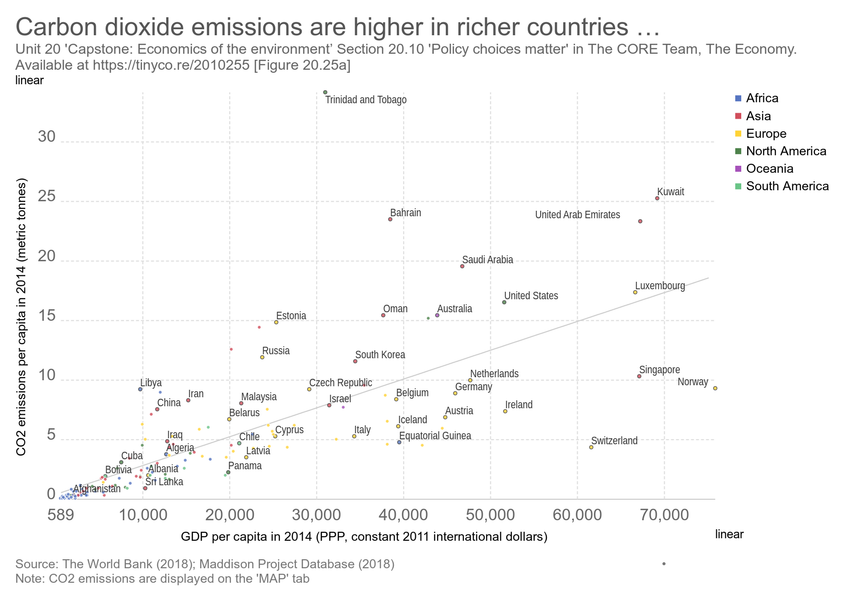 Carbon dioxide emissions are higher in richer countries …
Unit 20 'Capstone: Economics of the environment' Section 20.10 'Policy choices matter' in The CORE Team, The Economy.
Available at https://tinyco.re/2010255 [Figure 20.25a]
linear
Trinidad and Tobago
Africa
Asia
Europe
North America
Oceania
South America
30
25
20
15
10
5
0
CO2 emissions per capita in 2014 (metric tonnes)
Kuwait
Bahrain
United Arab Emirates
Saudi Arabia
Luxembourg
United States
Oman
Australia
Estonia
Russia
South Korea
Singapore
Norway
Netherlands
Germany
Czech Republic
Belgium
Libya
Iran
China
Malaysia
Israel
Ireland
Austria
Belarus
Iceland
Equatorial Guinea
Italy
Cyprus
Chile
Iraq
Algeria
Switzerland
Latvia
Cuba
Panama
Bolivia
Albania
Sri Lanka
Afghanistan
589
10,000
20,000
30,000
40,000
50,000
60,000
70,000
GDP per capita in 2014 (PPP, constant 2011 international dollars)
linear
Source: The World Bank (2018); Maddison Project Database (2018)
Note: CO2 emissions are displayed on the 'MAP' tab